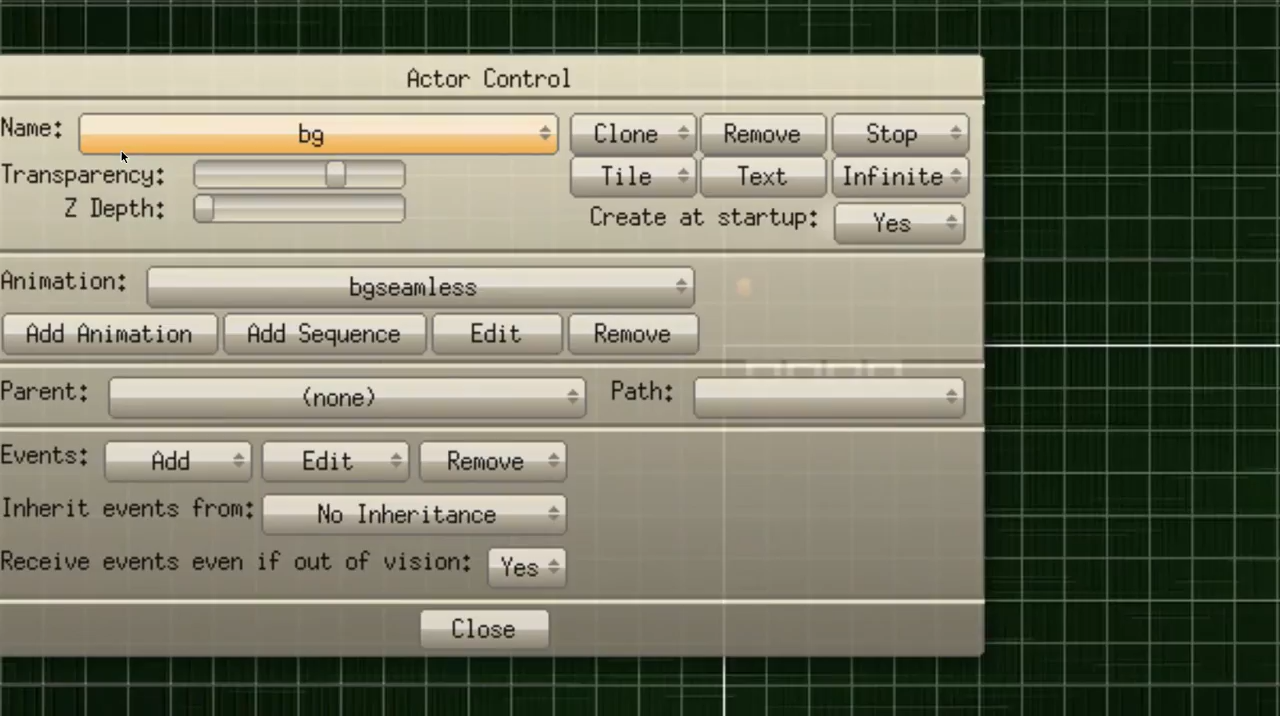 Actor Control
Name: bg Clone Remove Stop
Transparency: Tile Text Infinite
Z Depth: Create at startup: Yes
Animation: bgseamless
Add Animation Add Sequence Edit Remove
Parent: (none) Path:
Events: Add Edit Remove
Inherit events from: No Inheritance
Receive events even if out of vision: Yes
Close